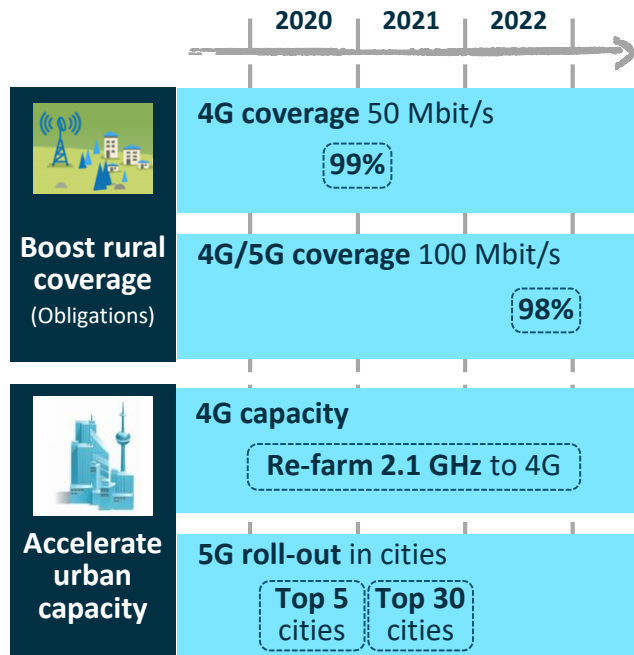 2020 2021 2022
4G coverage 50 Mbit/s
99%
Boost rural
coverage
(Obligations)
4G/5G coverage 100 Mbit/s
98%
4G capacity
Re-farm 2.1 GHz to 4G
Accelerate
urban
capacity
5G roll-out in cities
Top 5
cities
Top 30
cities